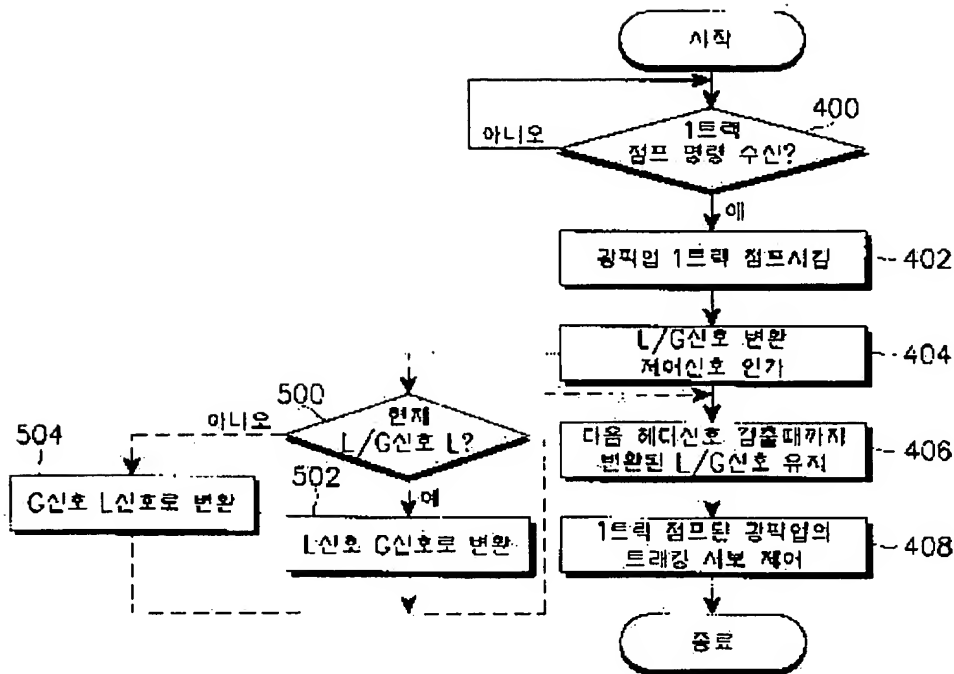 시작
400
1트랙
점프 명령 수신?
아니오
예
광픽업 1트랙 점프시킴
402
L/G신호 변환
제어신호 인가
404
500
현재
L/G신호 L?
아니오
예
504
G신호 L신호로 변환
502
L신호 G신호로 변환
다음 헤더신호 검출때까지
변환된 L/G신호 유지
406
1트랙 점프된 광픽업의
트래킹 서보 제어
408
종료